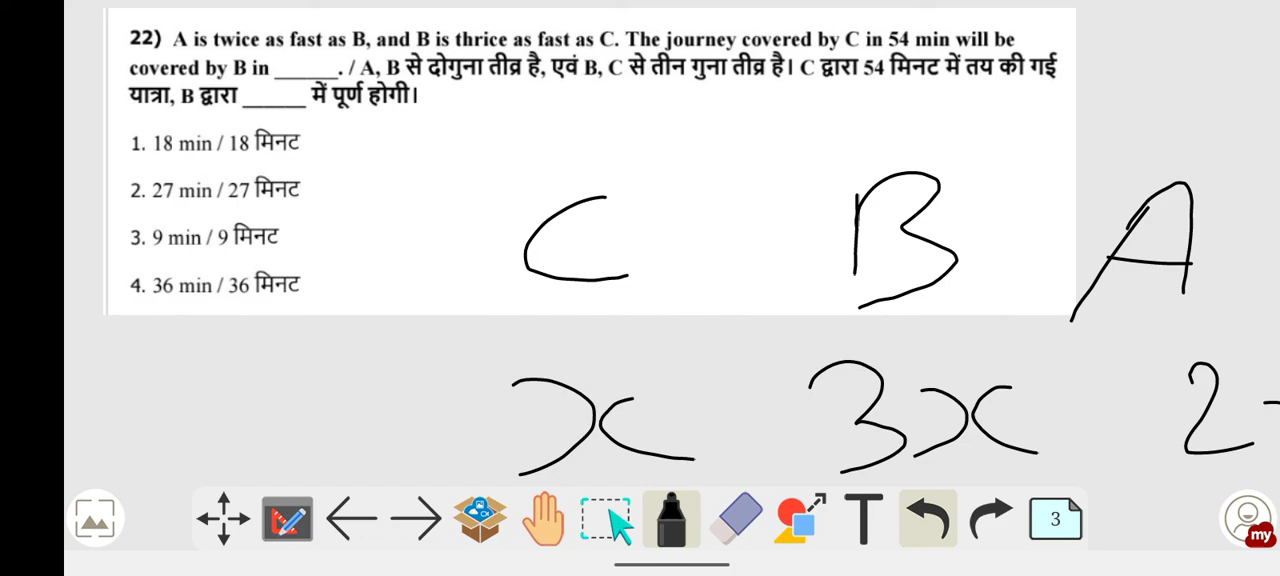 22) A is twice as fast as B, and B is thrice as fast as C. The journey covered by C in 54 min will be
covered by B in ______. / A, B से दोगुना तीव्र है, एवं B, C से तीन गुना तीव्र है। C द्वारा 54 मिनट में तय की गई
यात्रा, B द्वारा ______ में पूर्ण होगी।
1. 18 min / 18 मिनट
2. 27 min / 27 मिनट
3. 9 min / 9 मिनट
4. 36 min / 36 मिनट
C B A
x 3x 2
T 3
my